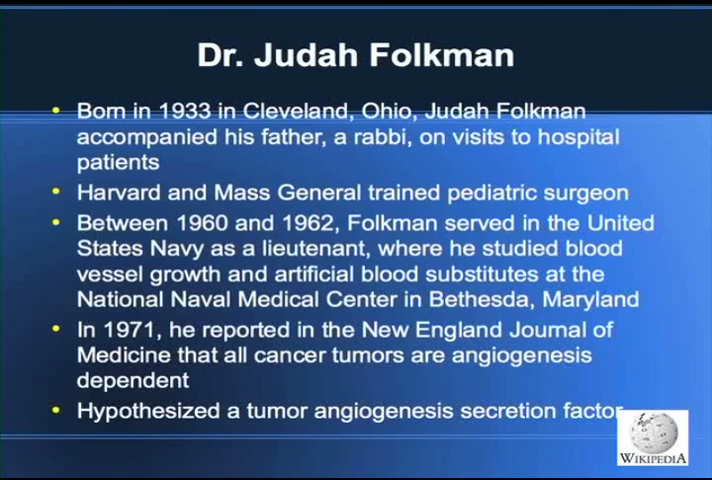 Dr. Judah Folkman
• Born in 1933 in Cleveland, Ohio, Judah Folkman
accompanied his father, a rabbi, on visits to hospital
patients
• Harvard and Mass General trained pediatric surgeon
• Between 1960 and 1962, Folkman served in the United
States Navy as a lieutenant, where he studied blood
vessel growth and artificial blood substitutes at the
National Naval Medical Center in Bethesda, Maryland
• In 1971, he reported in the New England Journal of
Medicine that all cancer tumors are angiogenesis
dependent
• Hypothesized a tumor angiogenesis secretion factor
WIKIPEDIA